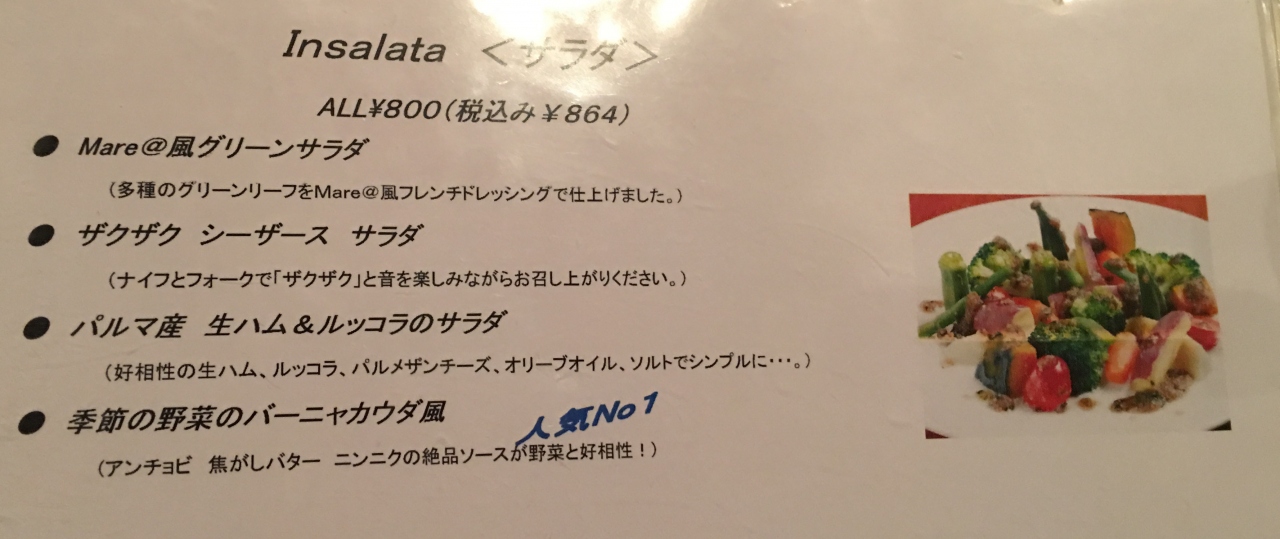 Insalata ＜サラダ＞
ALL¥800(税込み￥864)
● Mare＠風グリーンサラダ
(多種のグリーンリーフをMare＠風フレンチドレッシングで仕上げました。)
● ザクザク シーザース サラダ
(ナイフとフォークで「ザクザク」と音を楽しみながらお召し上がりください。)
● パルマ産 生ハム＆ルッコラのサラダ
(好相性の生ハム、ルッコラ、パルメザンチーズ、オリーブオイル、ソルトでシンプルに・・・。)
● 季節の野菜のバーニャカウダ風
人気No1
(アンチョビ 焦がしバター ニンニクの絶品ソースが野菜と好相性！)